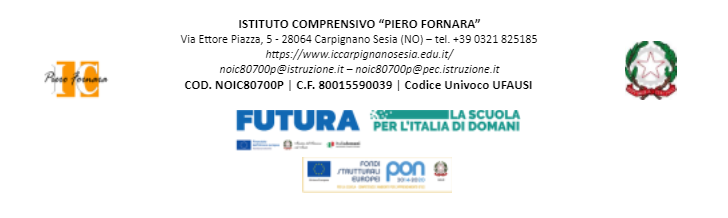 ISTITUTO COMPRENSIVO “PIERO FORNARA”
Via Ettore Piazza, 5 - 28064 Carpignano Sesia (NO) – tel. +39 0321 825185
https://www.iccarpignanosesia.edu.it/
noic80700p@istruzione.it – noic80700p@pec.istruzione.it
COD. NOIC80700P | C.F. 80015590039 | Codice Univoco UFAUSI
Piero Fornara
IC
FUTURA
LA SCUOLA
PER L'ITALIA DI DOMANI
FONDI
STRUTTURALI
EUROPEI
pon
2014-2020